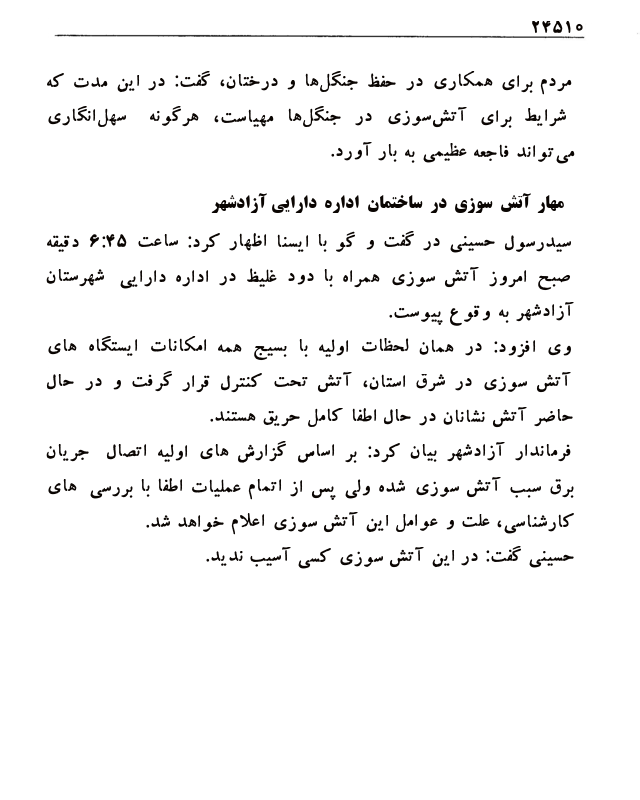 ۲۴۵۱۰
مردم برای همکاری در حفظ جنگل‌ها و درختان، گفت: در این مدت که
شرایط برای آتش‌سوزی در جنگل‌ها مهیاست، هرگونه سهل‌انگاری
می‌تواند فاجعه عظیمی به بار آورد.
مهار آتش سوزی در ساختمان اداره دارایی آزادشهر
سیدرسول حسینی در گفت و گو با ایسنا اظهار کرد: ساعت ۶:۴۵ دقیقه
صبح امروز آتش سوزی همراه با دود غلیظ در اداره دارایی شهرستان
آزادشهر به وقوع پیوست.
وی افزود: در همان لحظات اولیه با بسیج همه امکانات ایستگاه های
آتش سوزی در شرق استان، آتش تحت کنترل قرار گرفت و در حال
حاضر آتش نشانان در حال اطفا کامل حریق هستند.
فرماندار آزادشهر بیان کرد: بر اساس گزارش های اولیه اتصال جریان
برق سبب آتش سوزی شده ولی پس از اتمام عملیات اطفا با بررسی های
کارشناسی، علت و عوامل این آتش سوزی اعلام خواهد شد.
حسینی گفت: در این آتش سوزی کسی آسیب ندید.